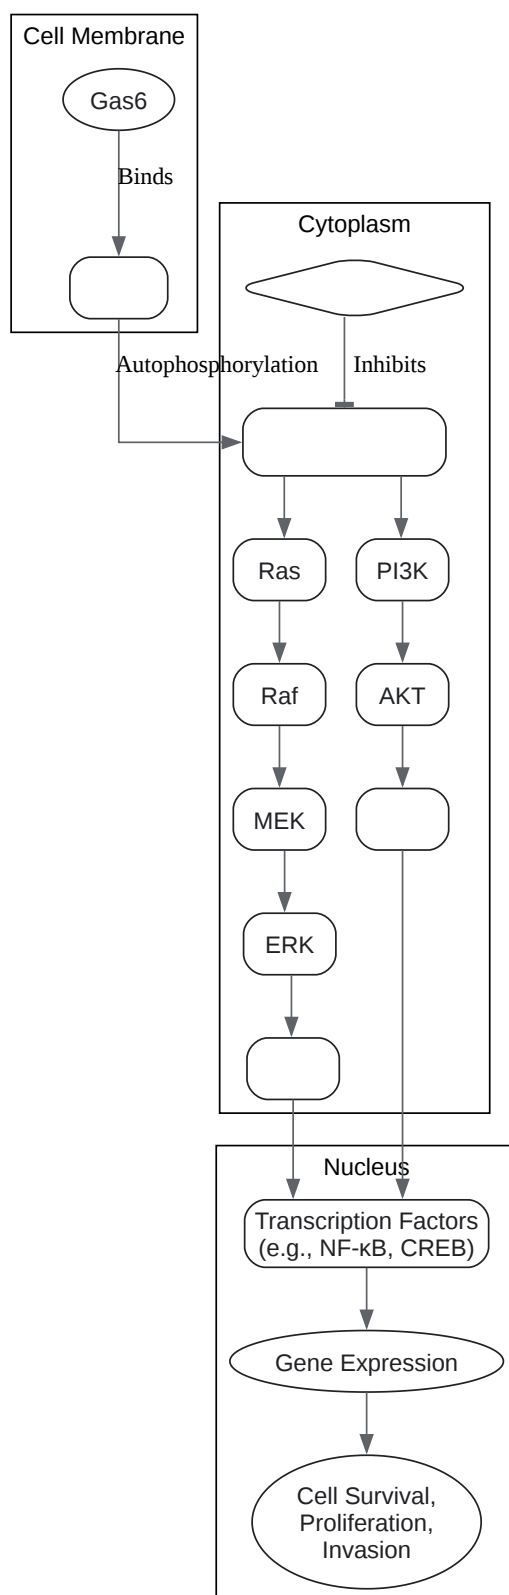 Cell Membrane
Gas6
Binds
Cytoplasm
Autophosphorylation
Inhibits
Ras
PI3K
Raf
AKT
MEK
ERK
Nucleus
Transcription Factors
(e.g., NF-κB, CREB)
Gene Expression
Cell Survival,
Proliferation,
Invasion